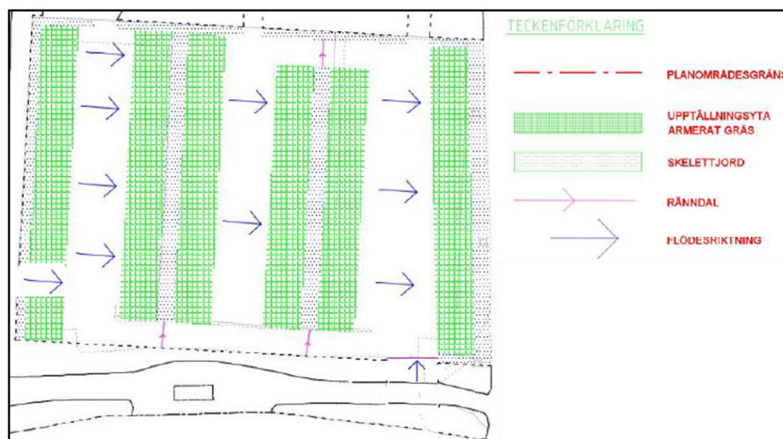 TECKENFÖRKLARING
PLANOMRÅDESGRÄNS
UPPTÄLLNINGSYTA
ARMERAT GRÄS
SKELETTJORD
RÄNNDAL
FLÖDESRIKTNING